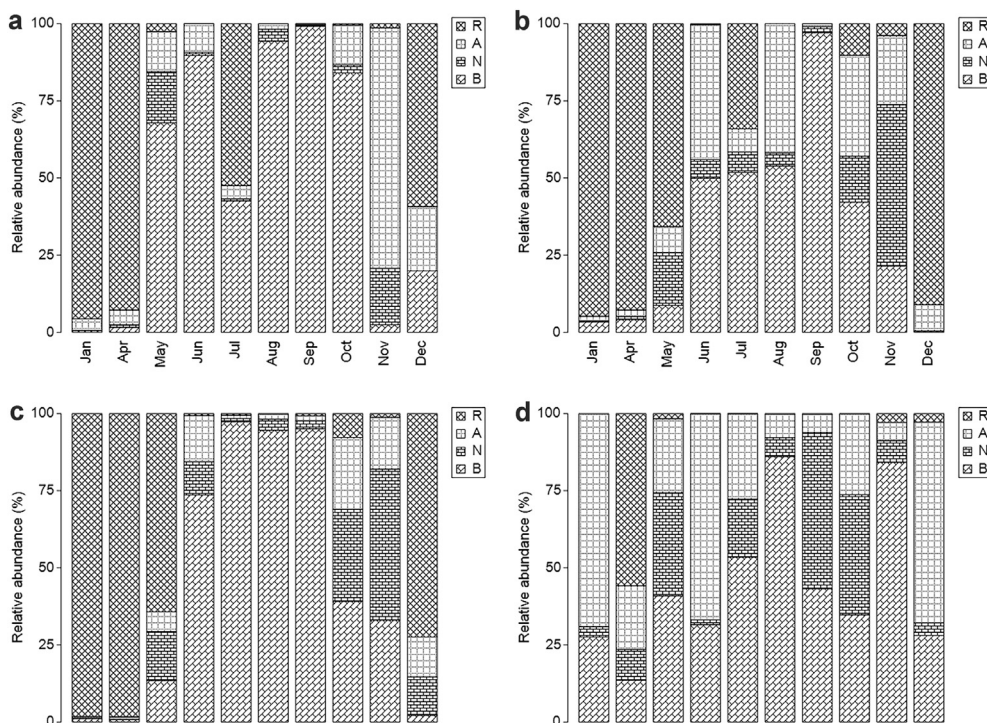 a
Relative abundance (%)
100
75
50
25
0
Jan Apr May Jun Jul Aug Sep Oct Nov Dec
R
A
N
B
b
Relative abundance (%)
100
75
50
25
0
Jan Apr May Jun Jul Aug Sep Oct Nov Dec
R
A
N
B
c
Relative abundance (%)
100
75
50
25
0
R
A
N
B
d
Relative abundance (%)
100
75
50
25
0
R
A
N
B